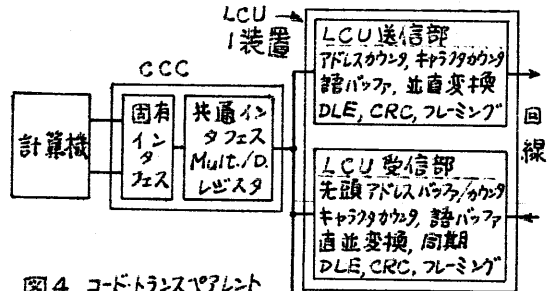 LCU→
1装置
LCU送信部
アドレスカウンタ,キャラクタカウンタ
語バッファ,並直変換
DLE,CRC,フレーミング
CCC
計算機
固有
イン
タ
フェス
共通イン
タフェス
Mult./D.
レジスタ
回
線
LCU受信部
先頭アドレスバッファ/カウンタ
キャラクタカウンタ,語バッファ
直並変換,同期
DLE,CRC,フレーミング
図4 コード・トランスペアレント